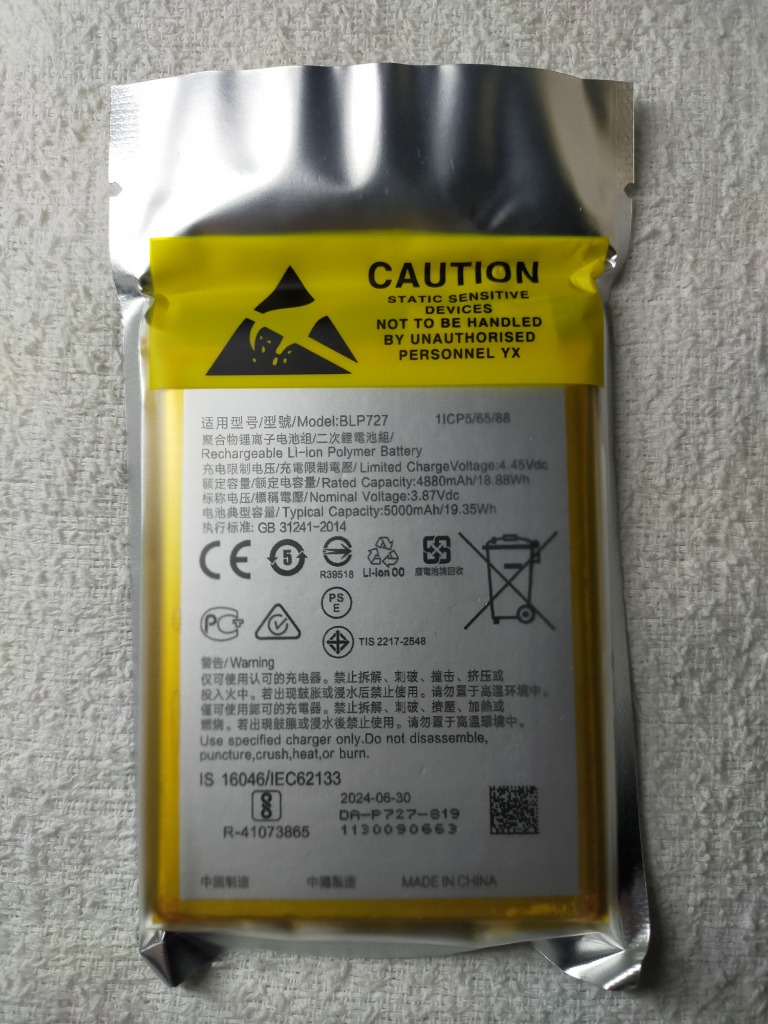 CAUTION
STATIC SENSITIVE
DEVICES
NOT TO BE HANDLED
BY UNAUTHORISED
PERSONNEL YX
适用型号/型號/Model:BLP727 1ICP5/65/88
聚合物锂离子电池组/二次鋰電池組/
Rechargeable Li-ion Polymer Battery
充电限制电压/充電限制電壓/ Limited ChargeVoltage:4.45Vdc
额定容量/额定电容量/ Rated Capacity:4880mAh/18.88Wh
标称电压/標稱電壓/ Nominal Voltage:3.87Vdc
电池典型容量/ Typical Capacity:5000mAh/19.35Wh
执行标准: GB 31241-2014
CE 5 R39518 Li-ion 00 廢電池請回收
PS
E
TIS 2217-2548
警告/ Warning
仅可使用认可的充电器。禁止拆解、刺破、撞击、挤压或
投入火中。若出现鼓胀或浸水后禁止使用。请勿置于高温环境中。
僅可使用認可的充電器。禁止拆解、刺破、擠壓、加熱或
燃燒。若出現鼓脹或浸水後禁止使用。請勿置于高溫環境中。
Use specified charger only.Do not disassemble,
puncture,crush,heat,or burn.
IS 16046/IEC62133
R-41073865
2024-06-30
DA-P727-819
1130090663
中国制造 中國製造 MADE IN CHINA